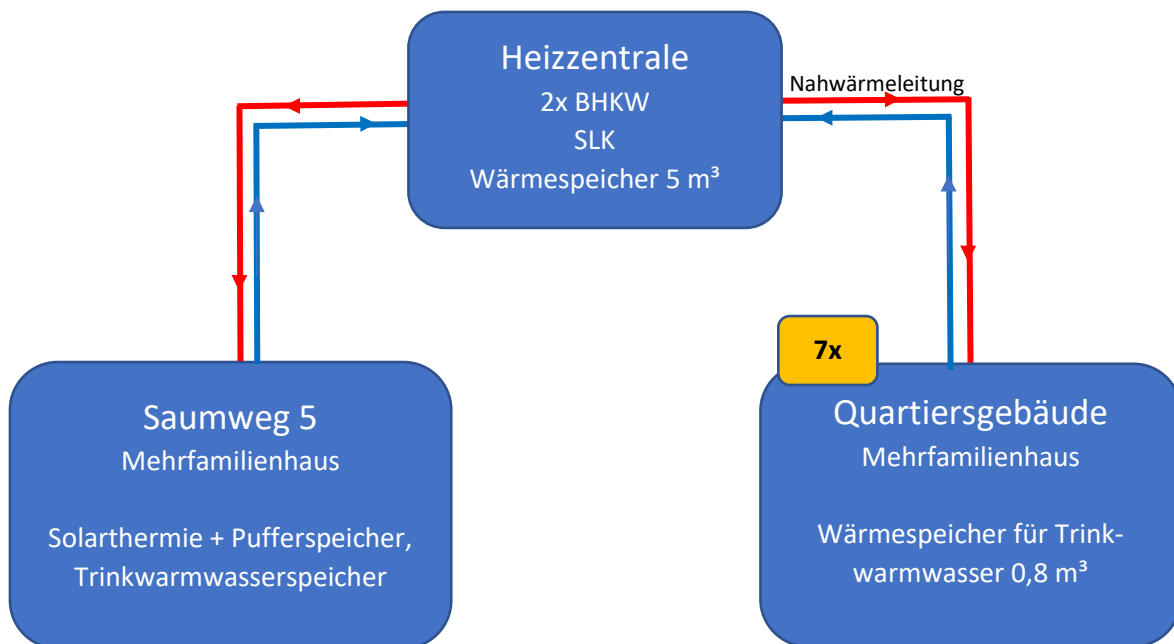 Heizzentrale
2x BHKW
SLK
Wärmespeicher 5 m³
Nahwärmeleitung
Saumweg 5
Mehrfamilienhaus
Solarthermie + Pufferspeicher,
Trinkwarmwasserspeicher
7x
Quartiersgebäude
Mehrfamilienhaus
Wärmespeicher für Trink-
warmwasser 0,8 m³